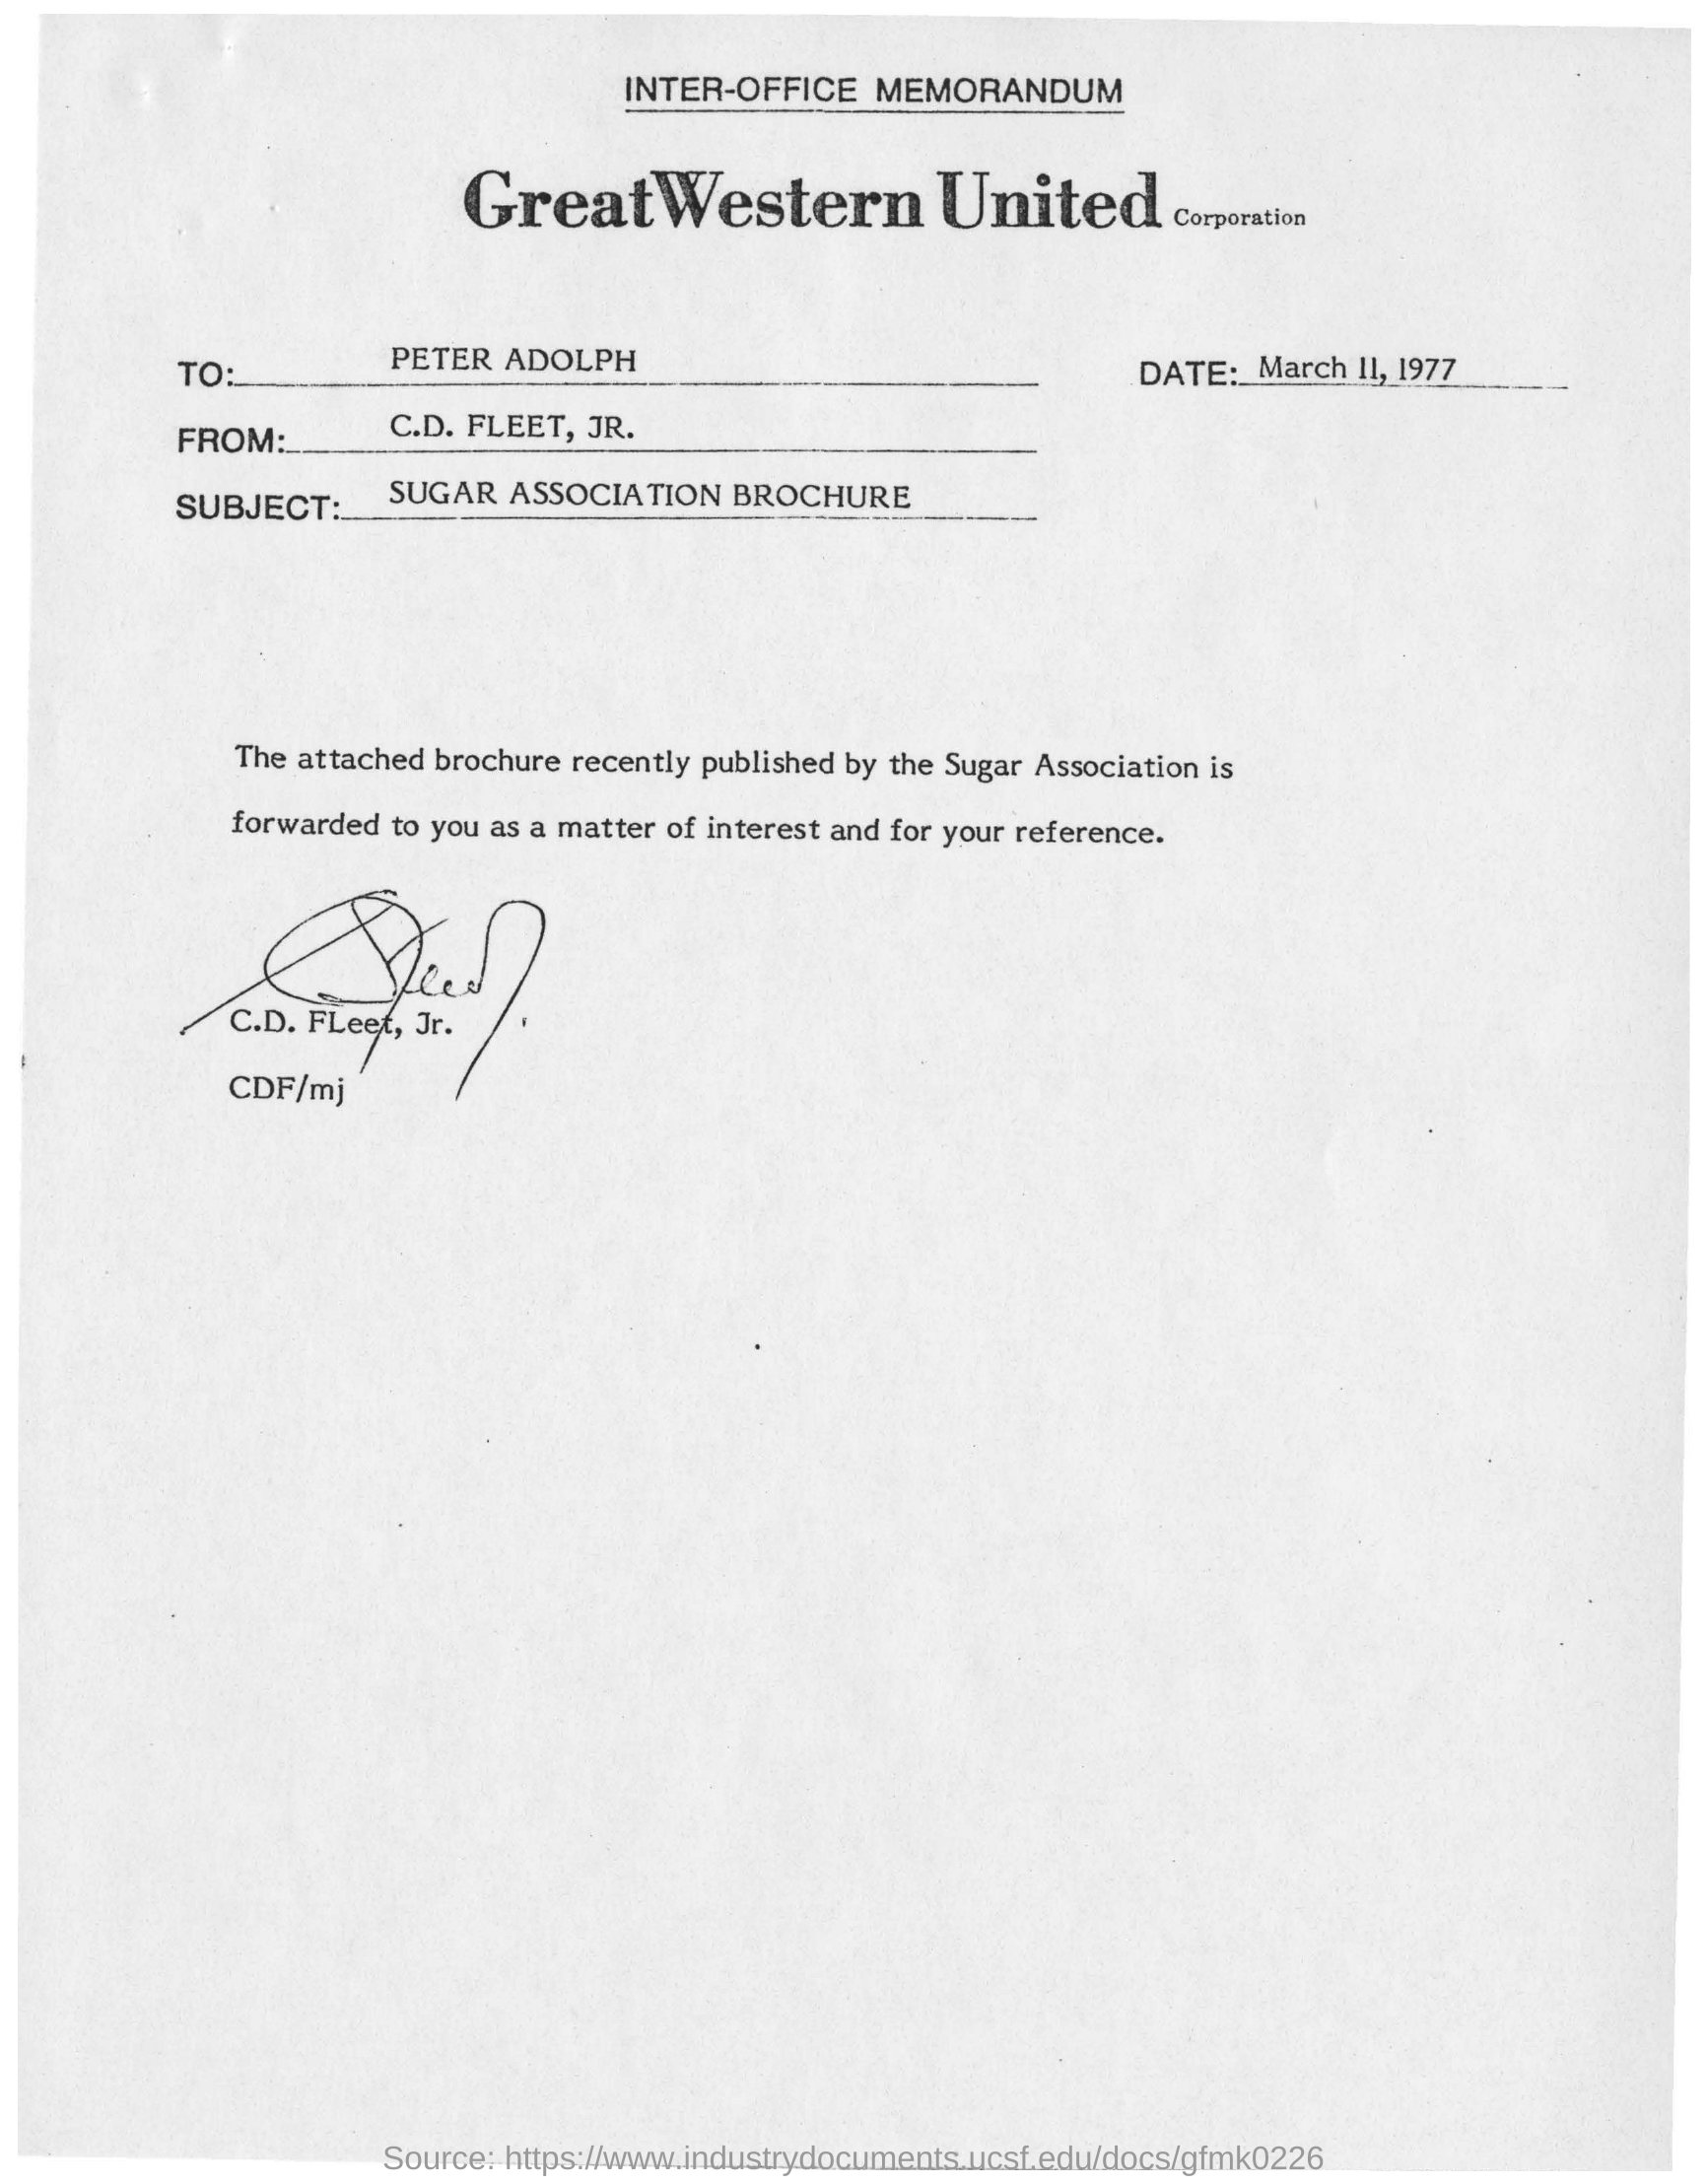 INTER-OFFICE MEMORANDUM
GreatWestern United Corporation
TO: PETER ADOLPH DATE: March 11, 1977
FROM: C.D. FLEET, JR.
SUBJECT: SUGAR ASSOCIATION BROCHURE
The attached brochure recently published by the Sugar Association is
forwarded to you as a matter of interest and for your reference.
C.D. FLeet, Jr.
CDF/mj
Source: https://www.industrydocuments.ucsf.edu/docs/gfmk0226